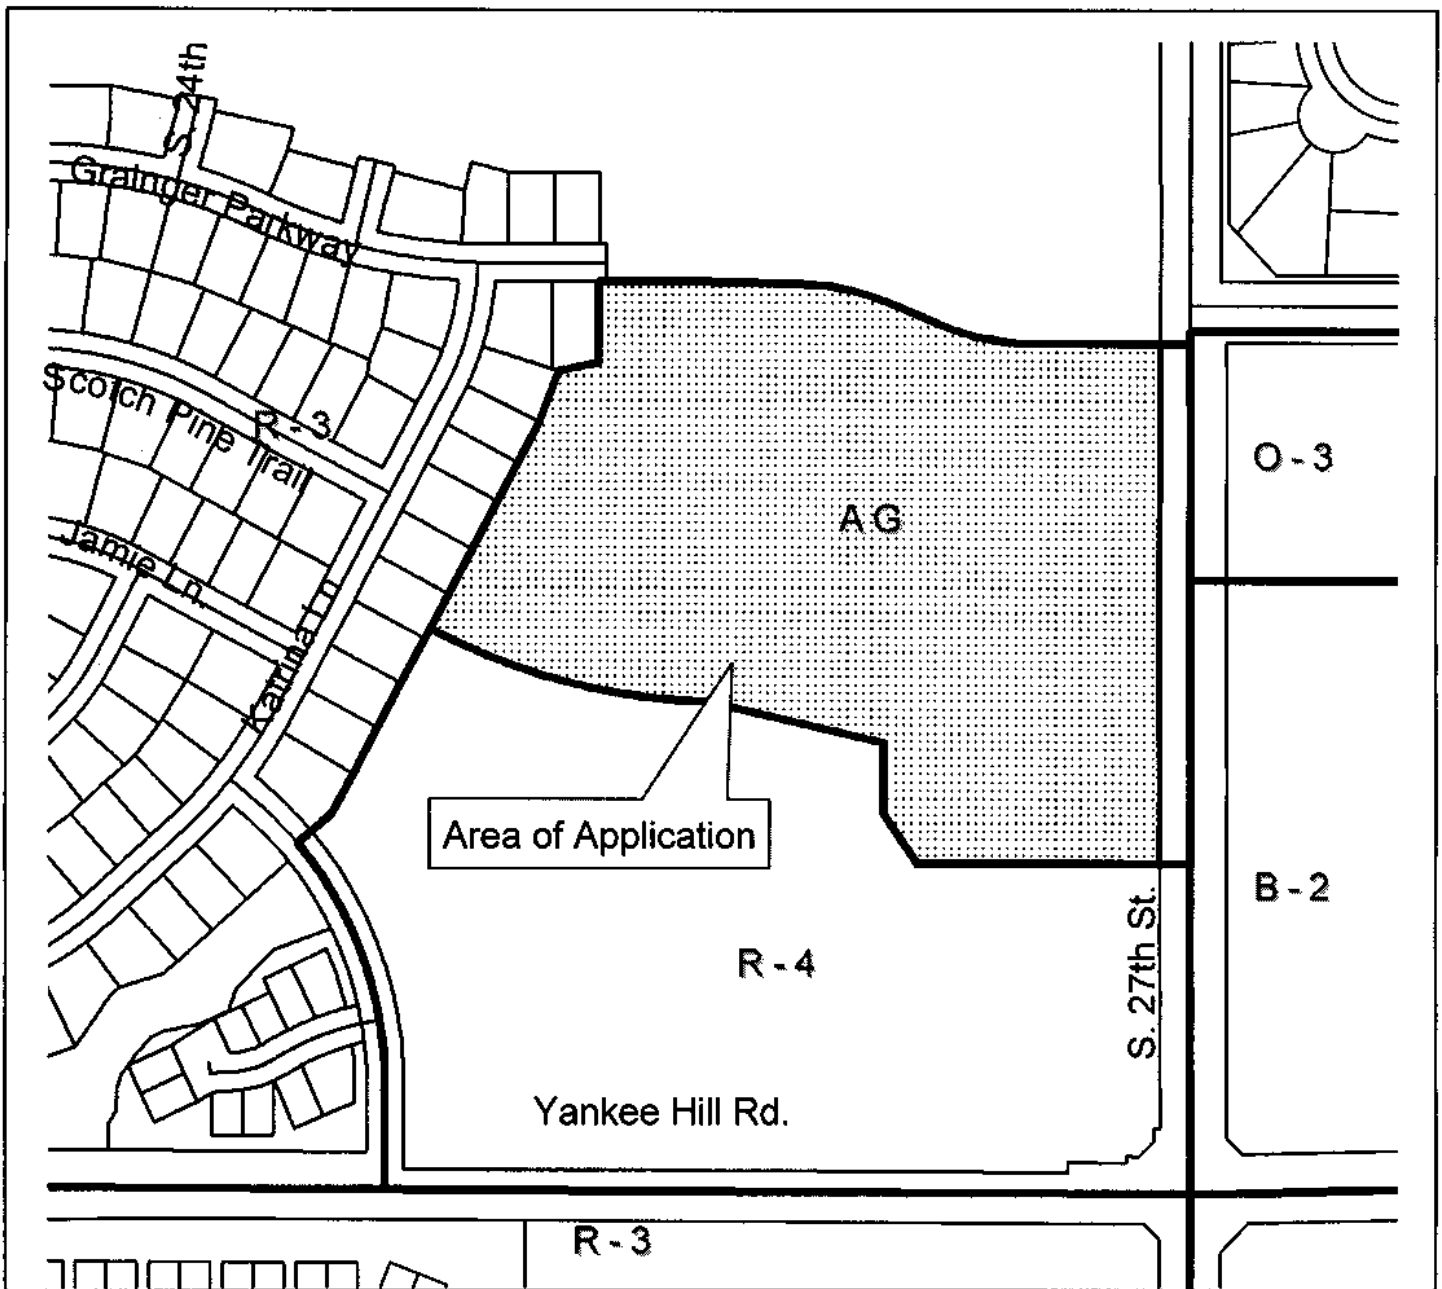 S. 24th
Grainger Parkway
Scotch Pine Trail
R - 3
O - 3
AG
Jamie Ln.
Katrina Ln
Area of Application
B - 2
R - 4
S. 27th St.
Yankee Hill Rd.
R - 3